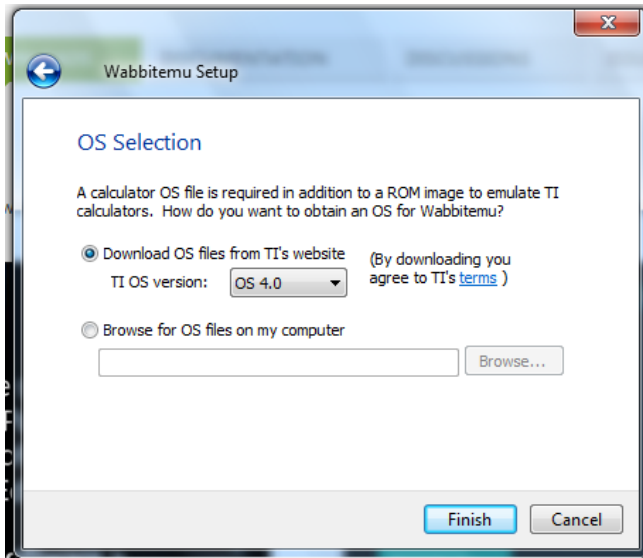 Wabbitemu Setup
OS Selection
A calculator OS file is required in addition to a ROM image to emulate TI
calculators.  How do you want to obtain an OS for Wabbitemu?
Download OS files from TI's website
(By downloading you
agree to TI's terms )
TI OS version:
OS 4.0
Browse for OS files on my computer
Browse...
Finish
Cancel